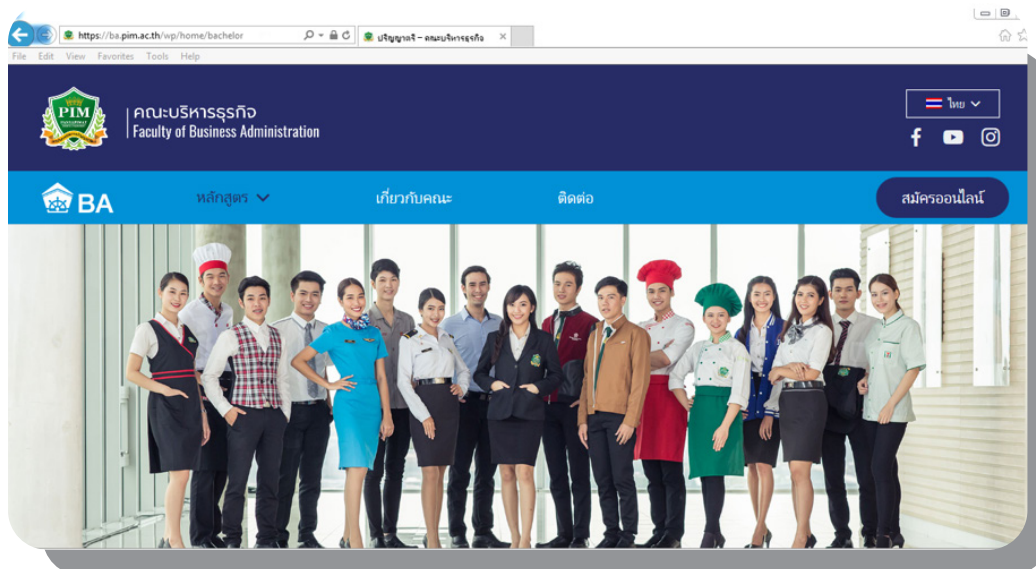 https://ba.pim.ac.th/wp/home/bachelor
ปริญญาตรี – คณะบริหารธุรกิจ
File Edit View Favorites Tools Help
PIM
คณะบริหารธุรกิจ
Faculty of Business Administration
ไทย
BA
หลักสูตร
เกี่ยวกับคณะ
ติดต่อ
สมัครออนไลน์